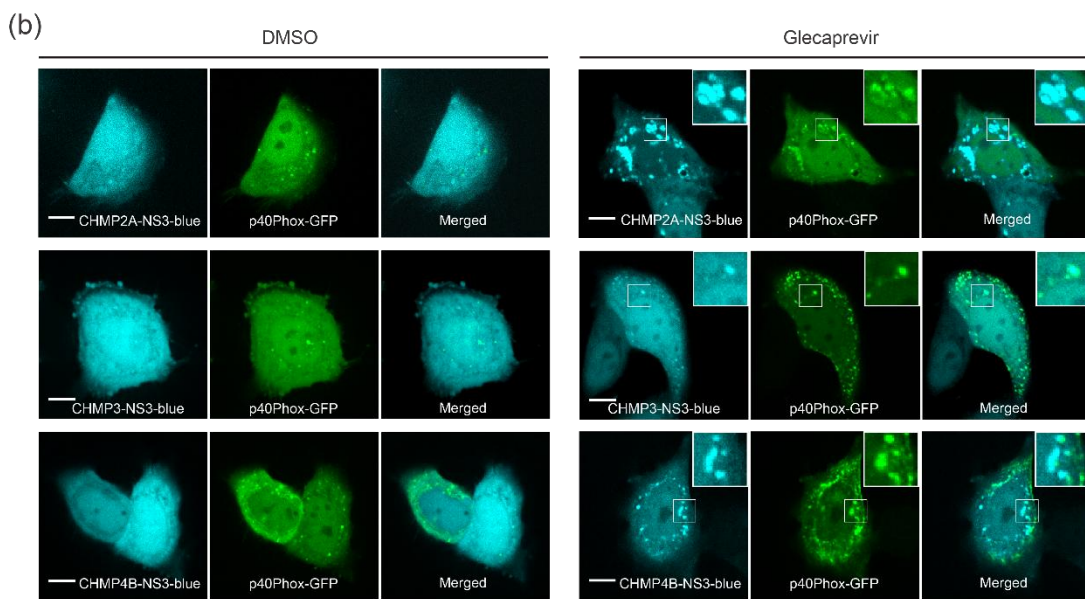 (b)
DMSO
Glecaprevir
CHMP2A-NS3-blue
p40Phox-GFP
Merged
CHMP2A-NS3-blue
p40Phox-GFP
Merged
CHMP3-NS3-blue
p40Phox-GFP
Merged
CHMP3-NS3-blue
p40Phox-GFP
Merged
CHMP4B-NS3-blue
p40Phox-GFP
Merged
CHMP4B-NS3-blue
p40Phox-GFP
Merged